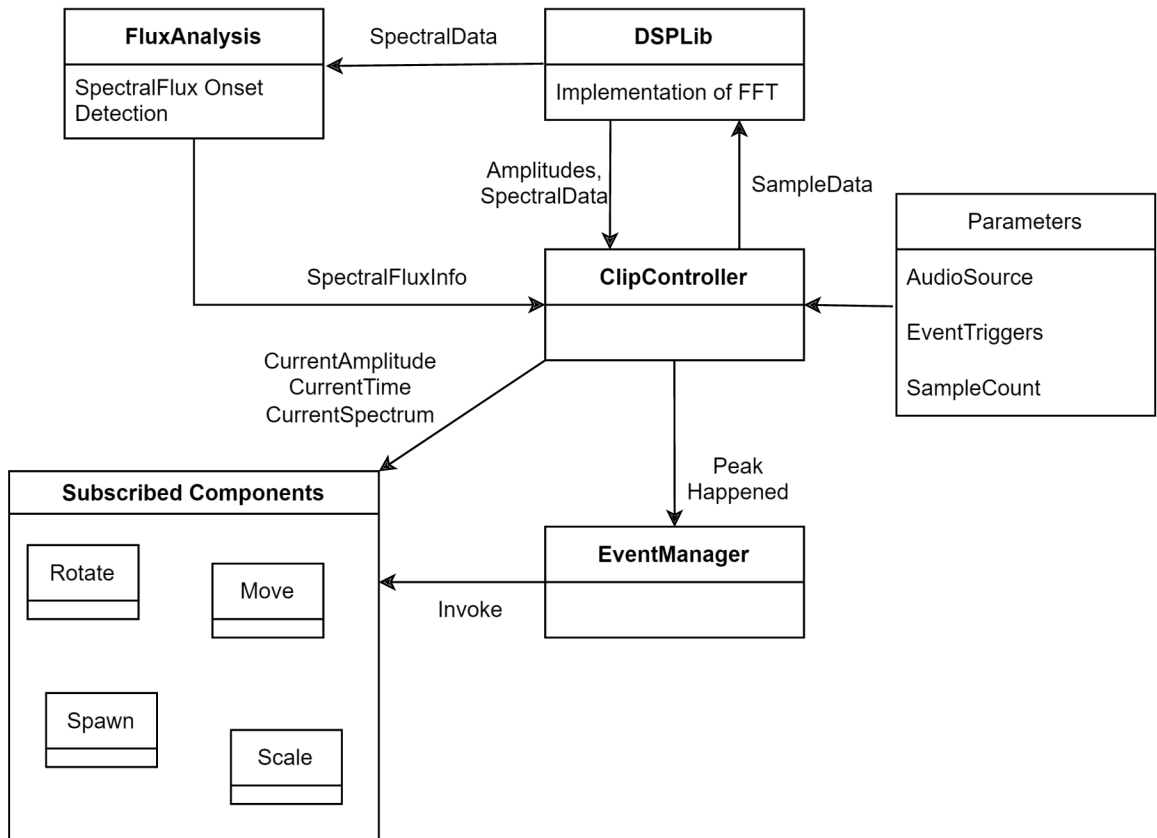 FluxAnalysis
SpectralFlux Onset
Detection
SpectralData
DSPLib
Implementation of FFT
Amplitudes,
SpectralData
SampleData
Parameters
AudioSource
EventTriggers
SampleCount
SpectralFluxInfo
ClipController
CurrentAmplitude
CurrentTime
CurrentSpectrum
Peak
Happened
Subscribed Components
Rotate
Move
Spawn
Scale
Invoke
EventManager